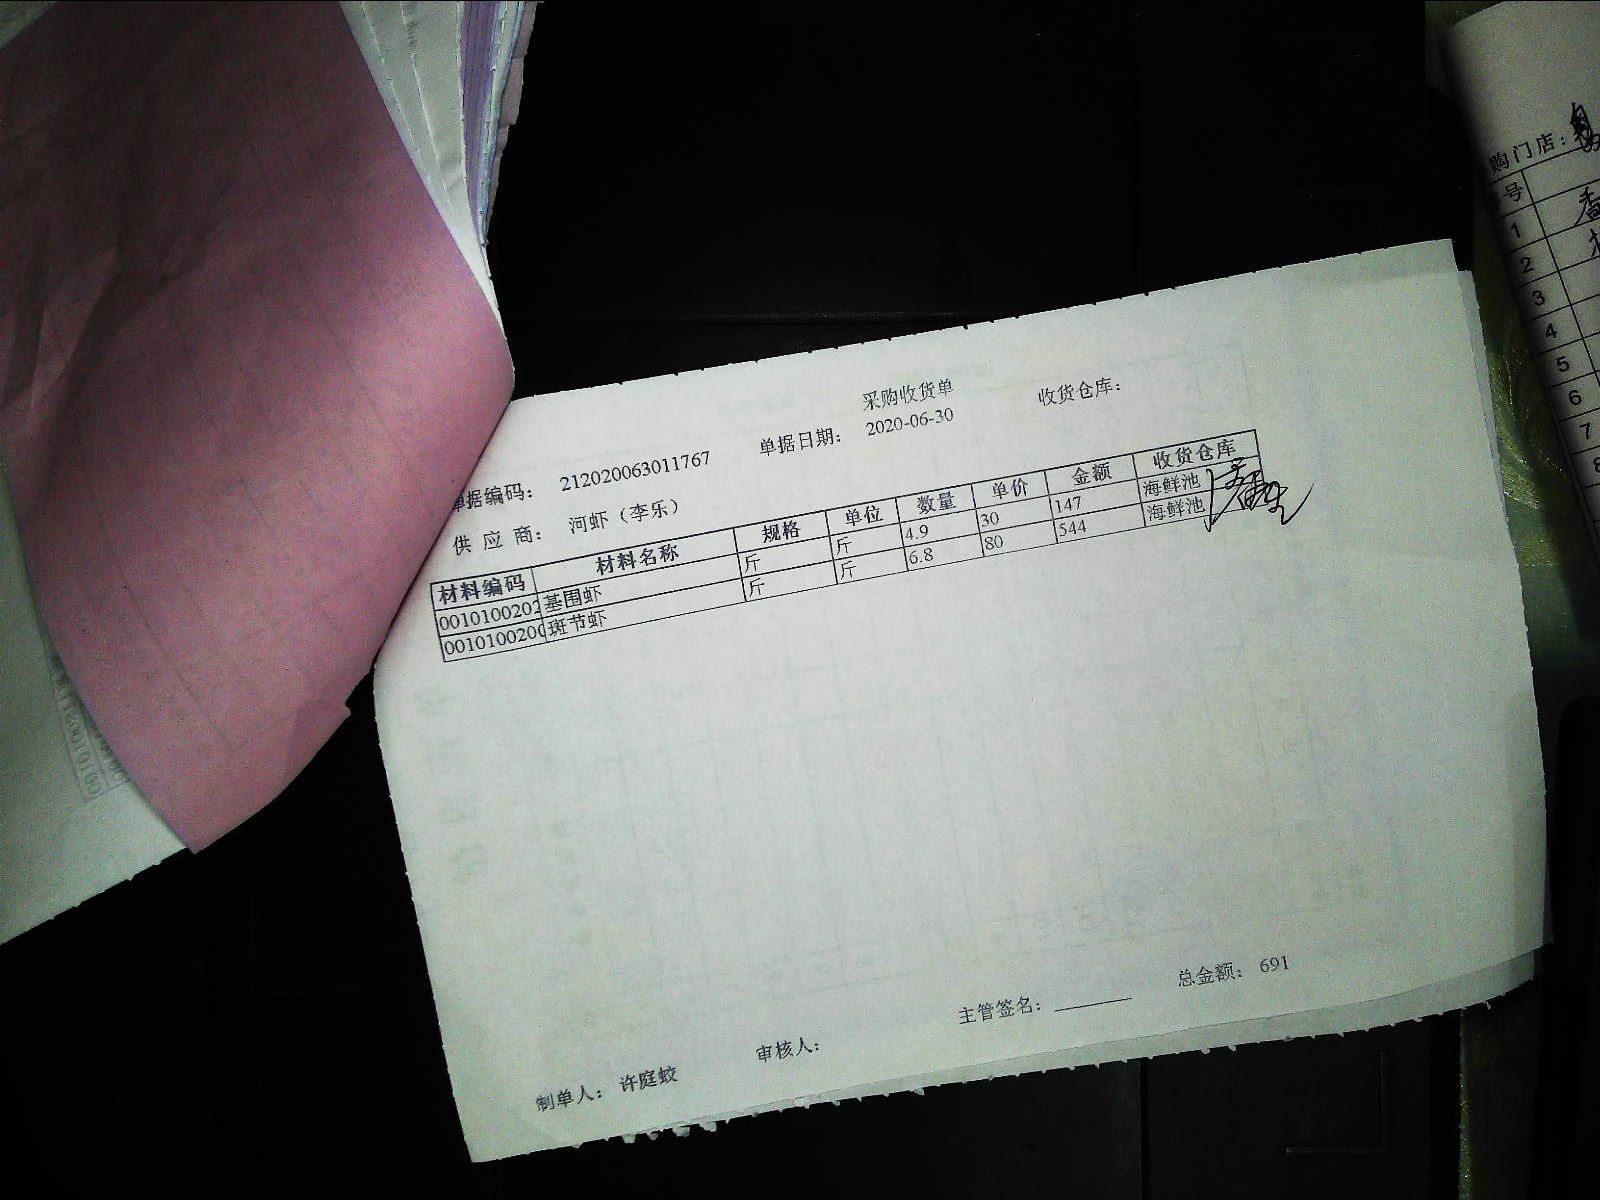 采购收货单
单据编码： 212020063011767 单据日期： 2020-06-30 收货仓库：
供 应 商： 河虾（李乐）
材料编码 材料名称 规格 单位 数量 单价 金额 收货仓库
0010100202 基围虾 斤 斤 4.9 30 147 海鲜池
001010020 斑节虾 斤 斤 6.8 80 544 海鲜池
制单人： 许庭蛟 审核人： 主管签名： 总金额： 691
购门店：
号
1
2
3
4
5
6
7
8